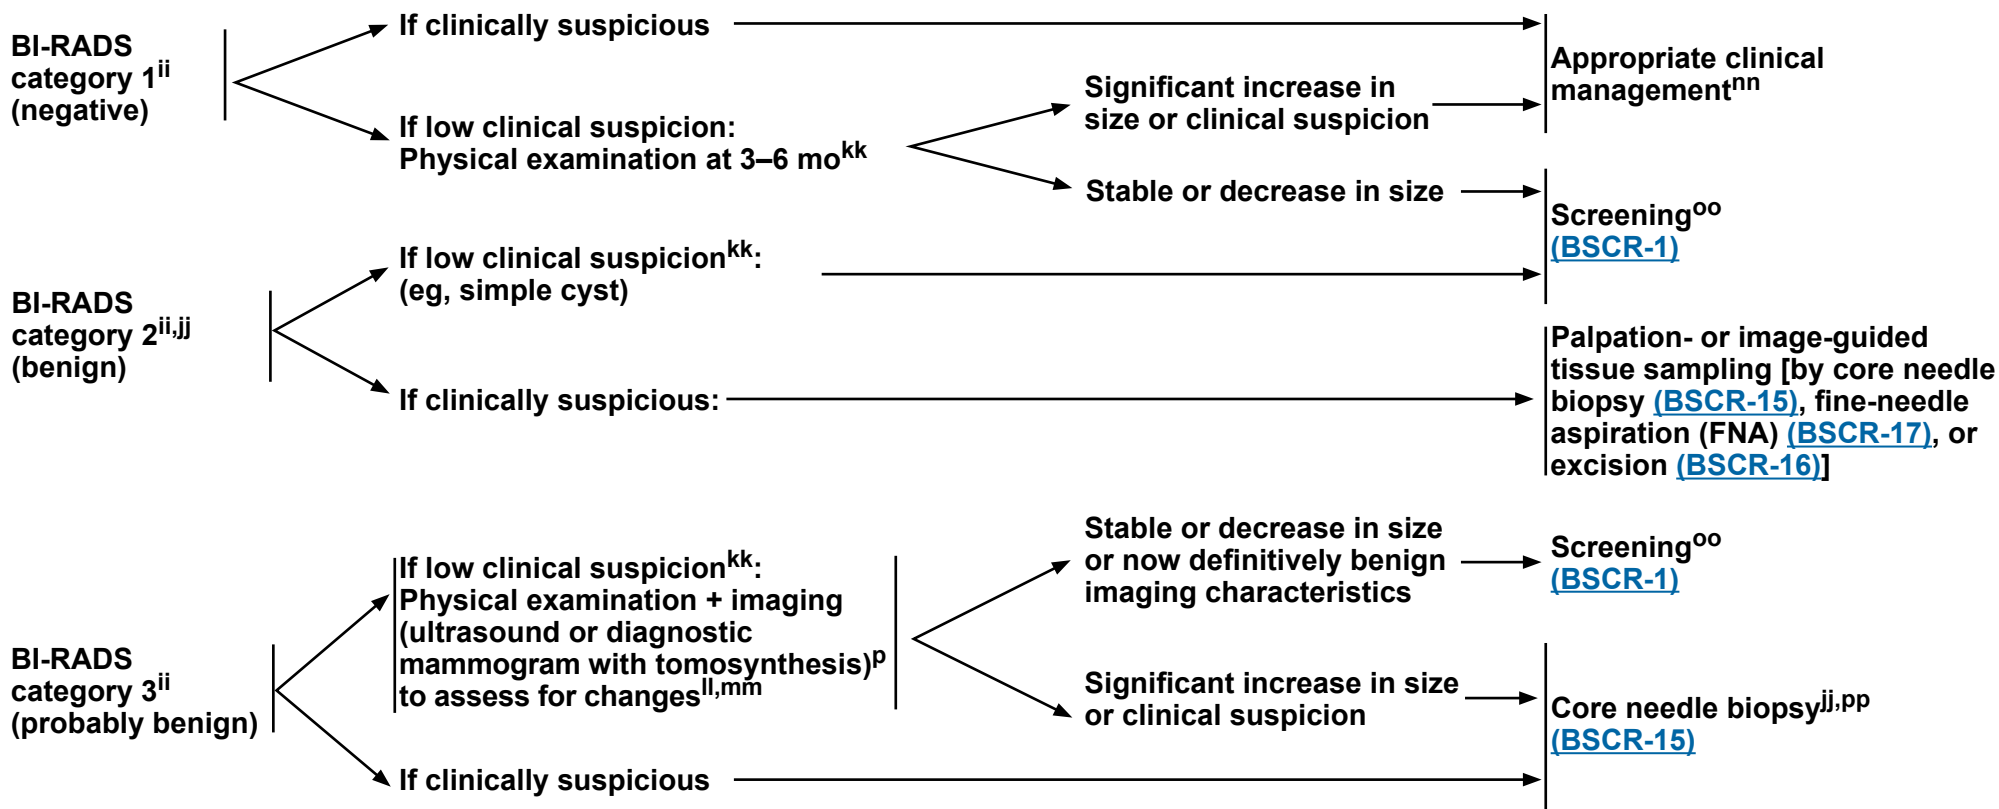 BI-RADS
category 1ii
(negative)
If clinically suspicious
If low clinical suspicion:
Physical examination at 3–6 mokk
Significant increase in
size or clinical suspicion
Stable or decrease in size
Appropriate clinical
managementnn
Screeningoo
(BSCR-1)
BI-RADS
category 2ii,jj
(benign)
If low clinical suspicionkk:
(eg, simple cyst)
If clinically suspicious:
Palpation- or image-guided
tissue sampling [by core needle
biopsy (BSCR-15), fine-needle
aspiration (FNA) (BSCR-17), or
excision (BSCR-16)]
BI-RADS
category 3ii
(probably benign)
If low clinical suspicionkk:
Physical examination + imaging
(ultrasound or diagnostic
mammogram with tomosynthesis)p
to assess for changesll,mm
If clinically suspicious
Stable or decrease in size
or now definitively benign
imaging characteristics
Significant increase in size
or clinical suspicion
Screeningoo
(BSCR-1)
Core needle biopsyjj,pp
(BSCR-15)